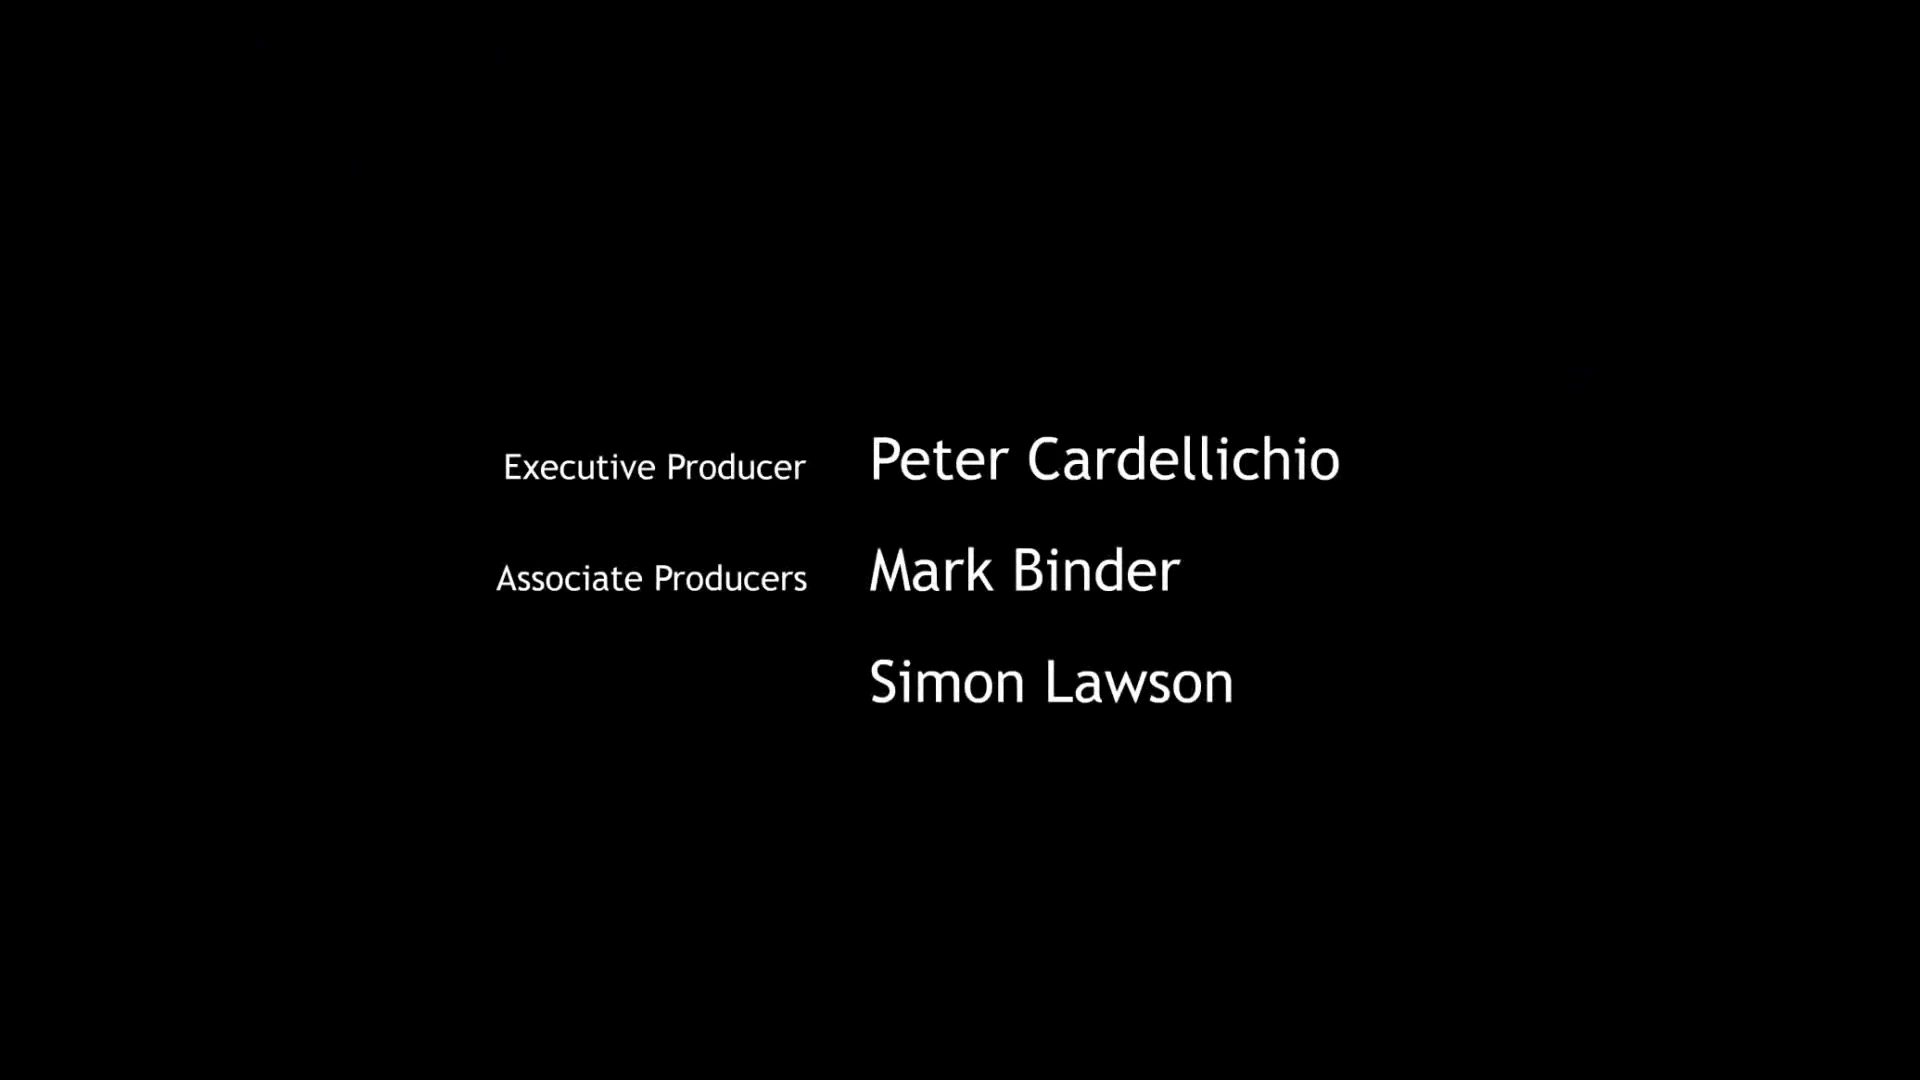 Executive Producer Peter Cardellichio
Associate Producers Mark Binder
Simon Lawson